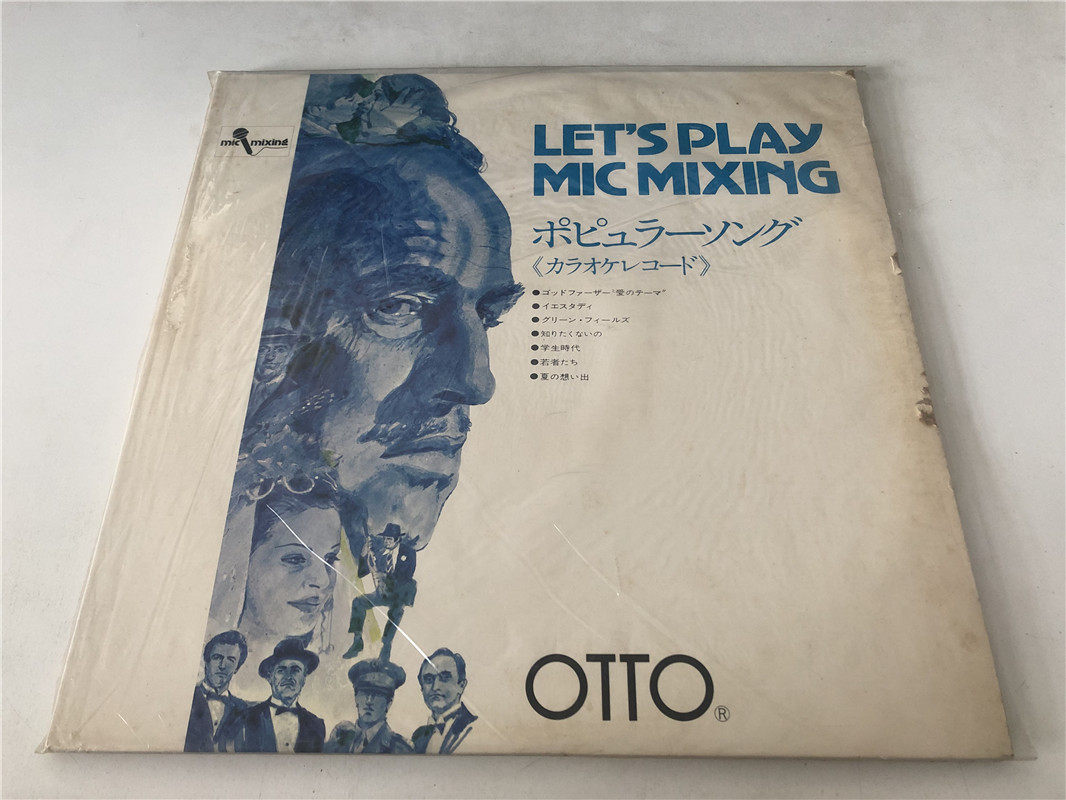 mic mixing
LET'S PLAY
MIC MIXING
ポピュラーソング
《カラオケレコード》
●ゴッドファーザー“愛のテーマ”
●イエスタディ
●グリーン・フィールズ
●知りたくないの
●学生時代
●若者たち
●夏の想い出
OTTO®